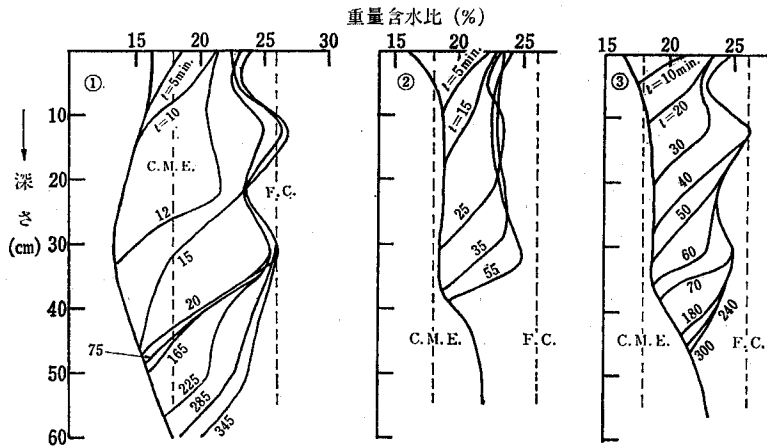 重量含水比 (%)
15 20 25 30
15 20 25
15 20 25
①
②
③
t=5min.
t=10
12
15
20
75
165
225
285
345
C.M.E.
F.C.
10
20
30
40
50
60
深さ
(cm)
t=5min.
t=15
25
35
55
C.M.E.
F.C.
t=10min.
t=20
30
40
50
60
70
180
240
300
C.M.E.
F.C.